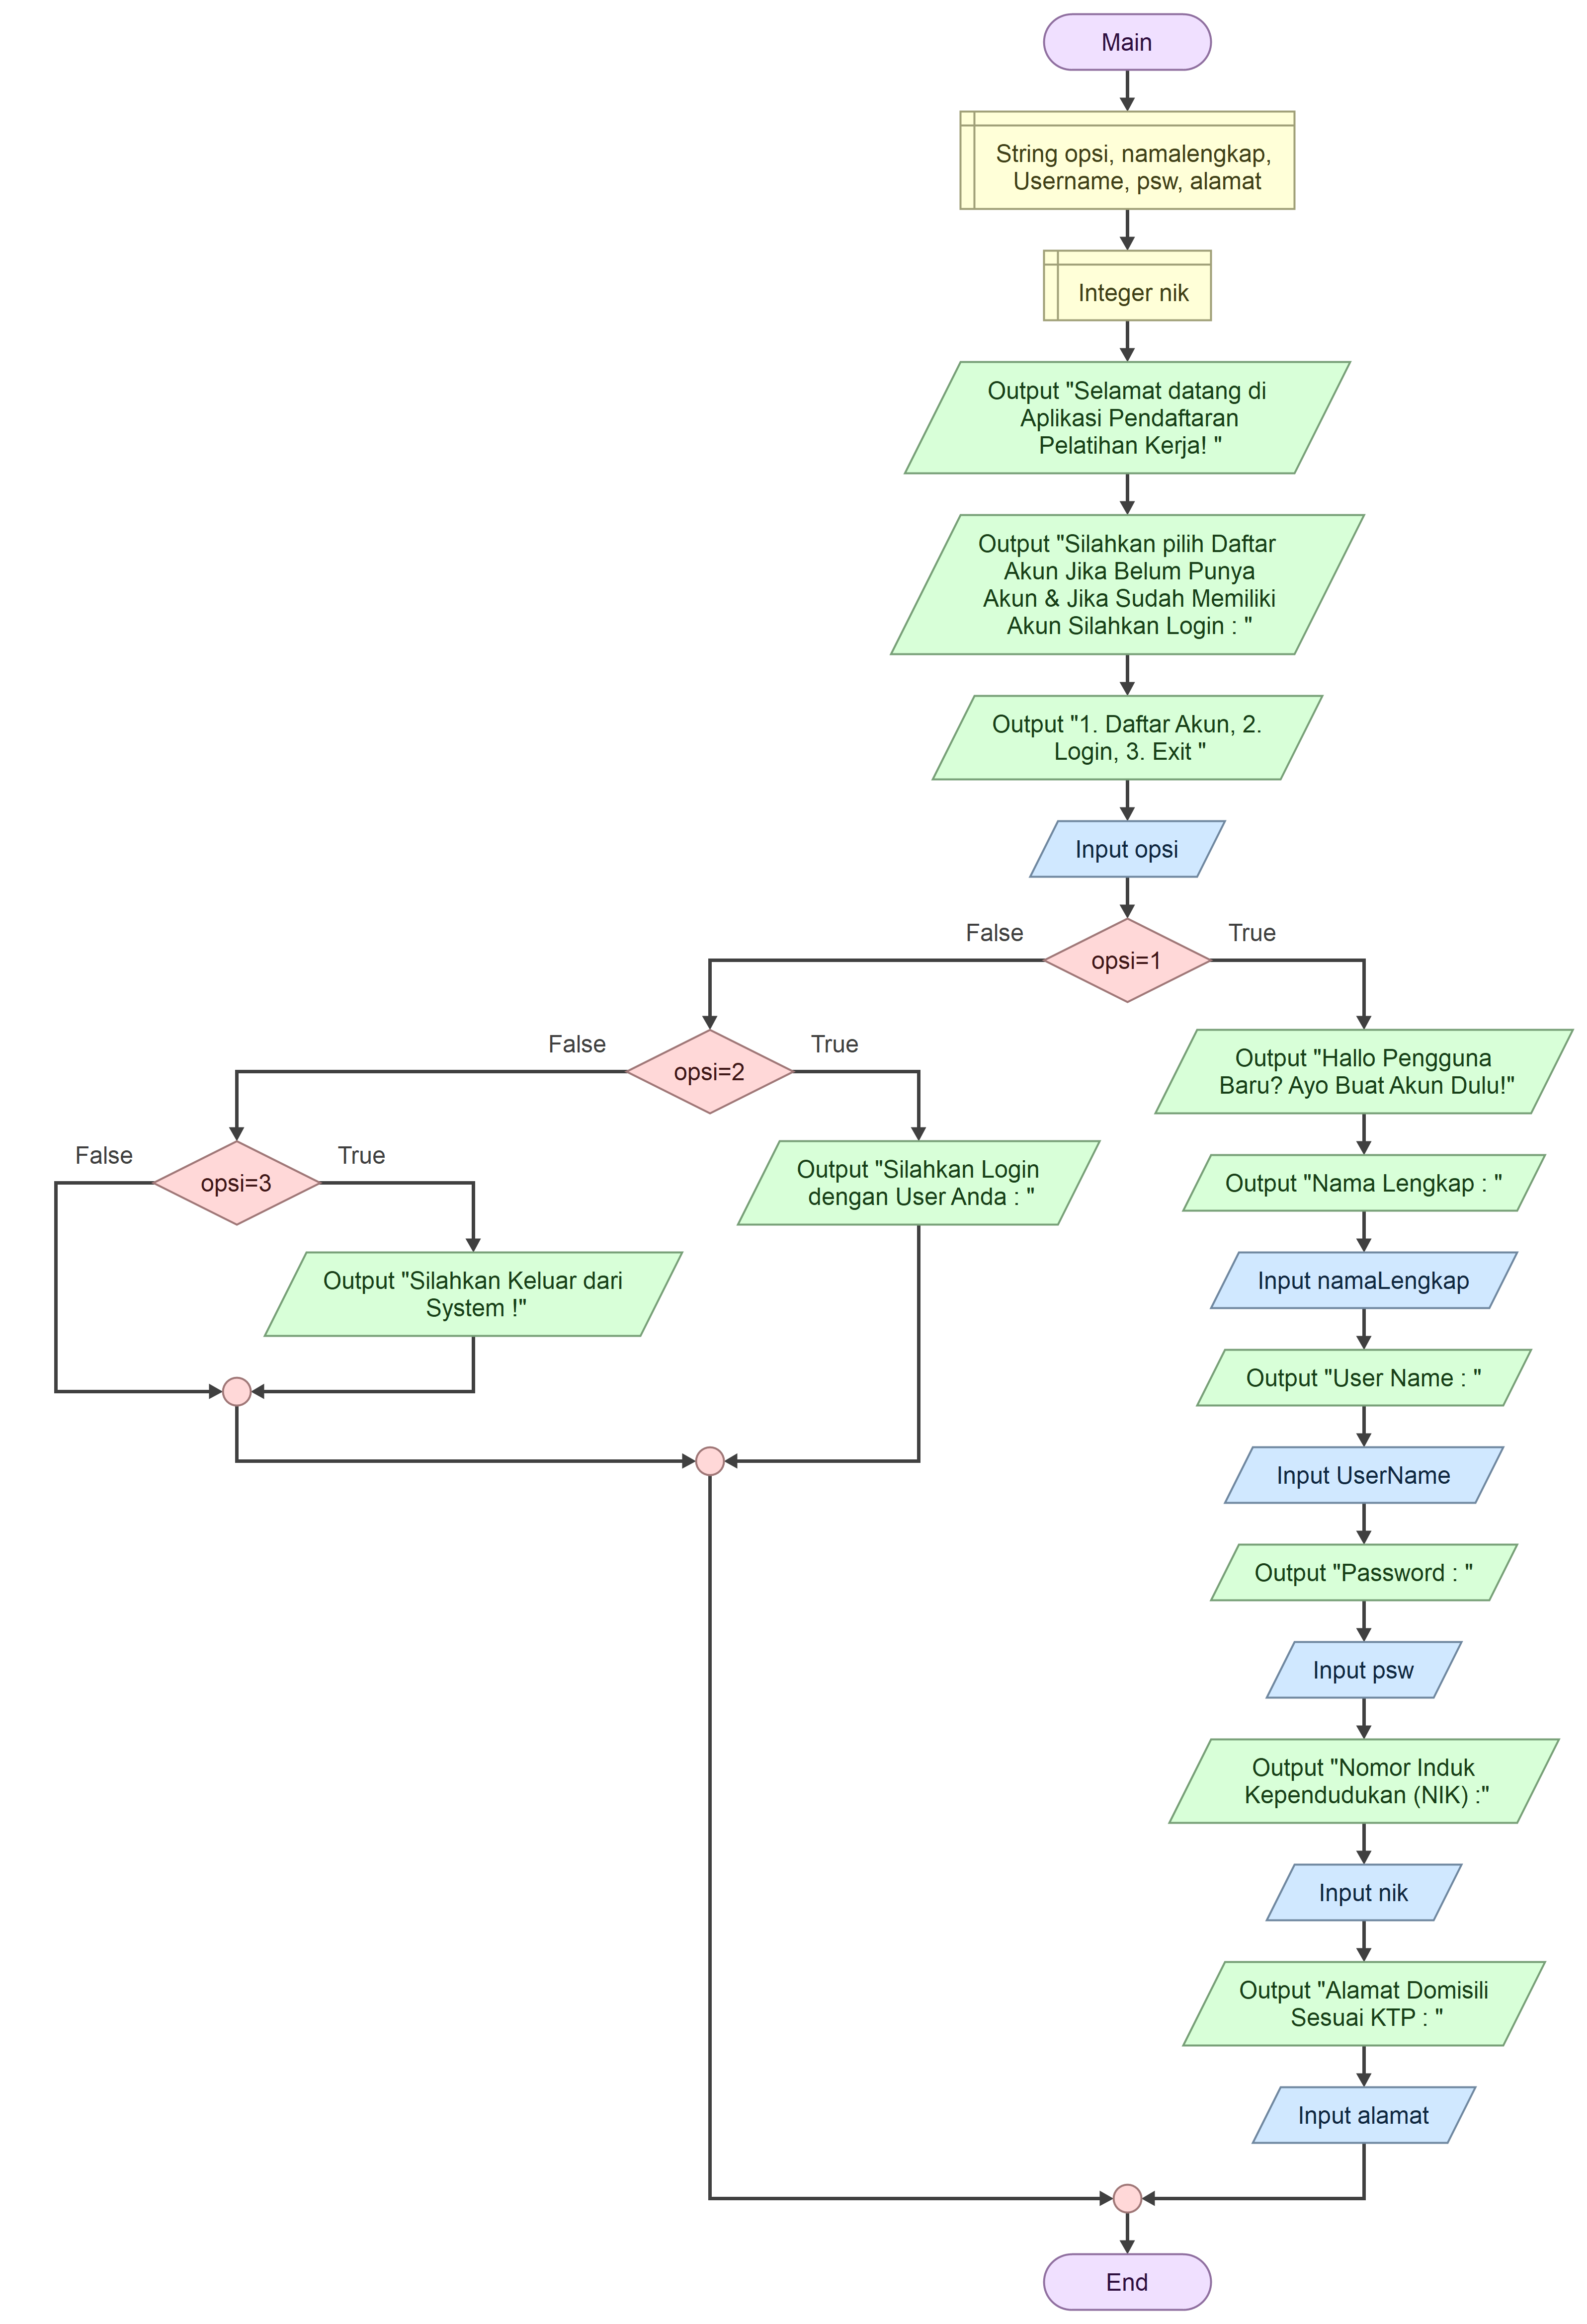 Main
String opsi, namalengkap,
Username, psw, alamat
Integer nik
Output "Selamat datang di
Aplikasi Pendaftaran
Pelatihan Kerja! "
Output "Silahkan pilih Daftar
Akun Jika Belum Punya
Akun & Jika Sudah Memiliki
Akun Silahkan Login : "
Output "1. Daftar Akun, 2.
Login, 3. Exit "
Input opsi
False
True
opsi=1
False
True
opsi=2
Output "Hallo Pengguna
Baru? Ayo Buat Akun Dulu!"
False
True
opsi=3
Output "Silahkan Login
dengan User Anda : "
Output "Nama Lengkap : "
Output "Silahkan Keluar dari
System !"
Input namaLengkap
Output "User Name : "
Input UserName
Output "Password : "
Input psw
Output "Nomor Induk
Kependudukan (NIK) :"
Input nik
Output "Alamat Domisili
Sesuai KTP : "
Input alamat
End